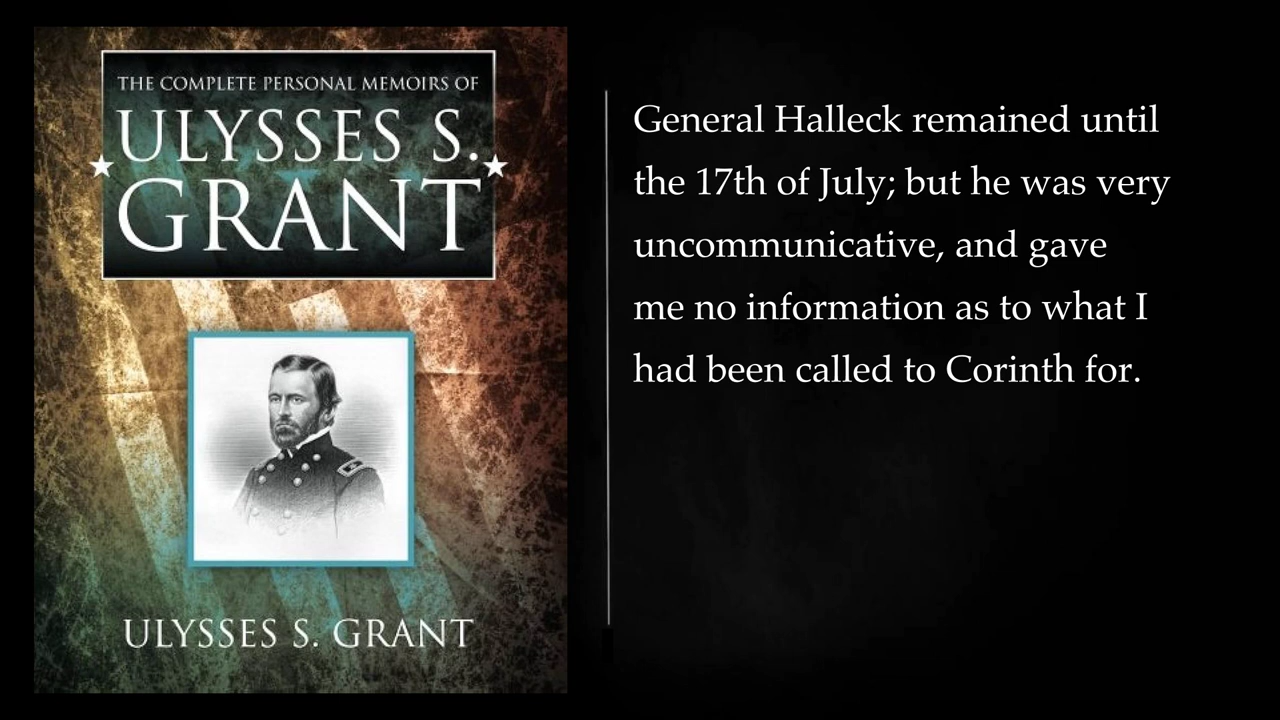 THE COMPLETE PERSONAL MEMOIRS OF
ULYSSES S.
GRANT
ULYSSES S. GRANT
General Halleck remained until
the 17th of July; but he was very
uncommunicative, and gave
me no information as to what I
had been called to Corinth for.